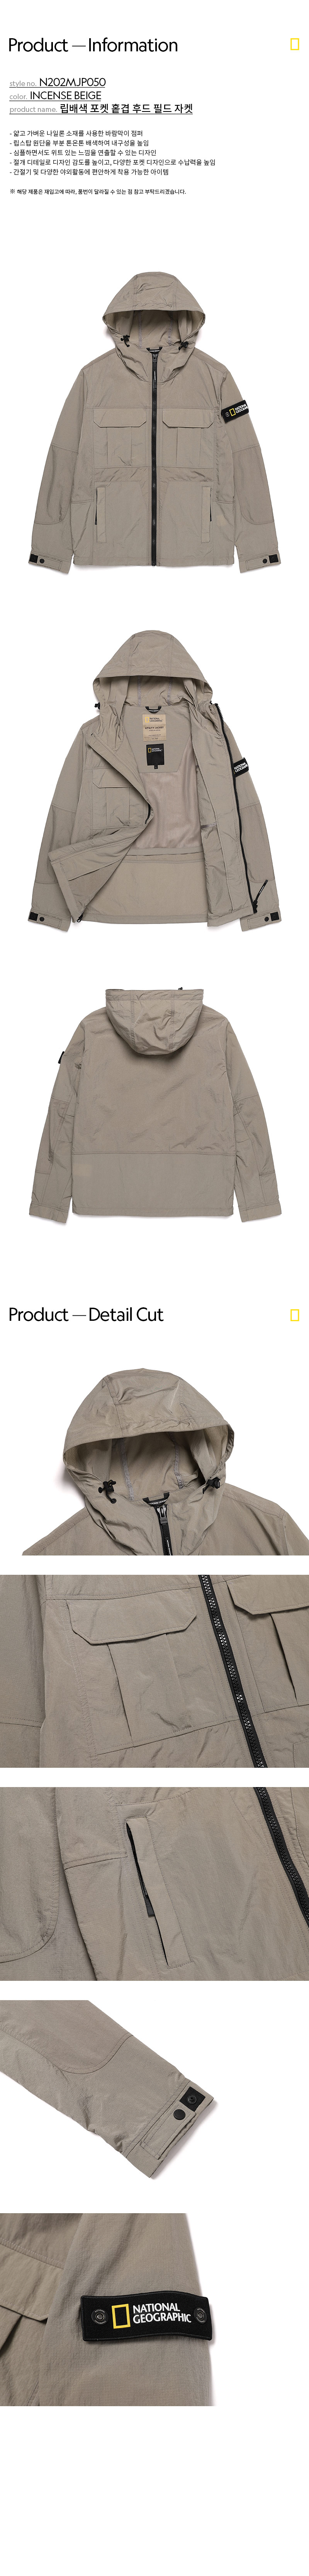 Product — Information
style no. N202MJP050
color. INCENSE BEIGE
product name. 립배색 포켓 홑겹 후드 필드 자켓
- 얇고 가벼운 나일론 소재를 사용한 바람막이 점퍼
- 립스탑 원단을 부분 톤온톤 배색하여 내구성을 높임
- 심플하면서도 위트 있는 느낌을 연출할 수 있는 디자인
- 절개 디테일로 디자인 감도를 높이고, 다양한 포켓 디자인으로 수납력을 높임
- 간절기 및 다양한 야외활동에 편안하게 착용 가능한 아이템
※ 해당 제품은 재입고에 따라, 품번이 달라질 수 있는 점 참고 부탁드리겠습니다.
Product — Detail Cut
NATIONAL
GEOGRAPHIC